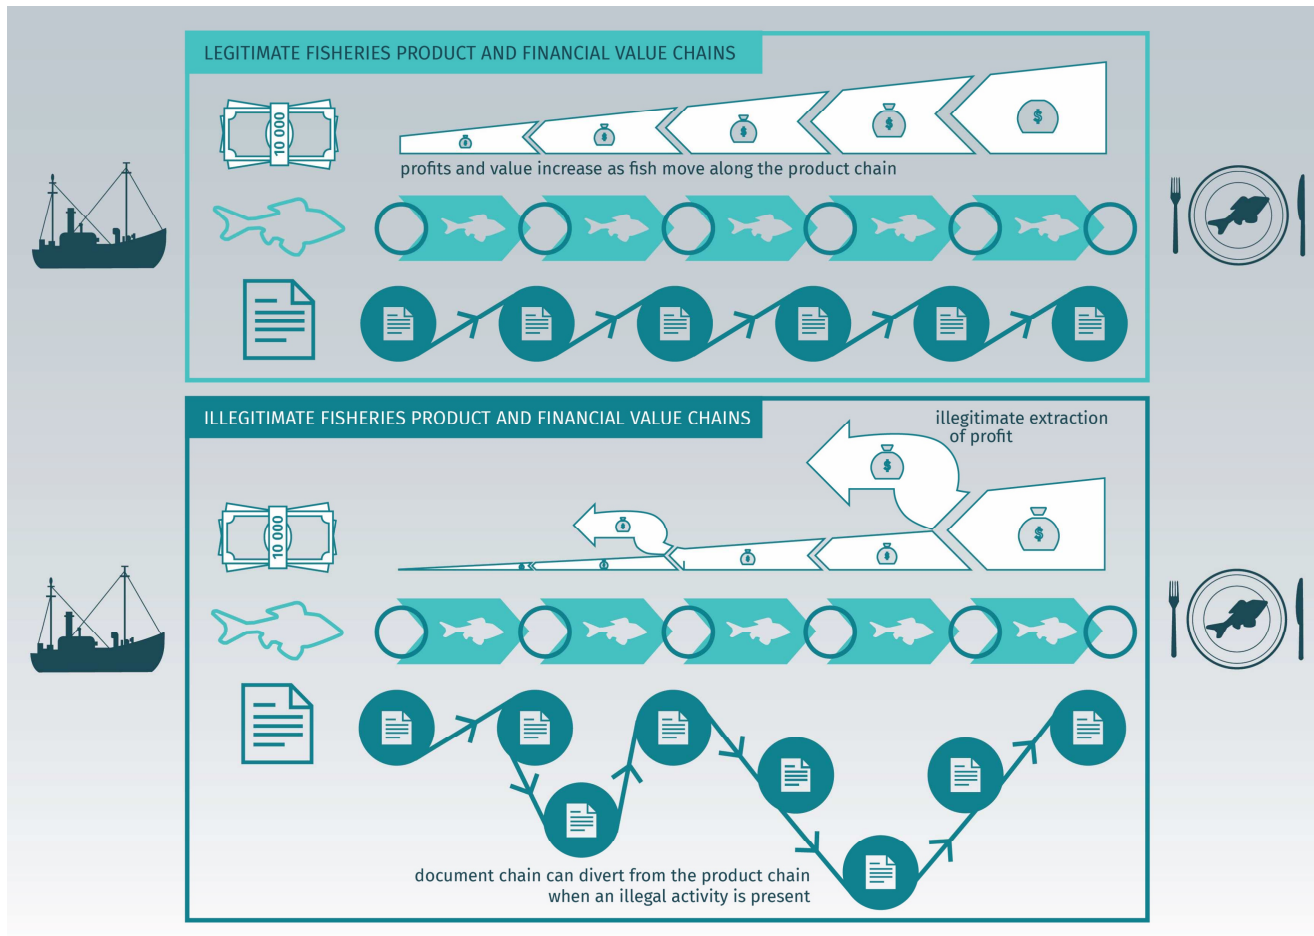 LEGITIMATE FISHERIES PRODUCT AND FINANCIAL VALUE CHAINS
10 000
$
$
$
$
$
profits and value increase as fish move along the product chain
ILLEGITIMATE FISHERIES PRODUCT AND FINANCIAL VALUE CHAINS
illegitimate extraction
of profit
$
10 000
$
$
$
$
document chain can divert from the product chain
when an illegal activity is present